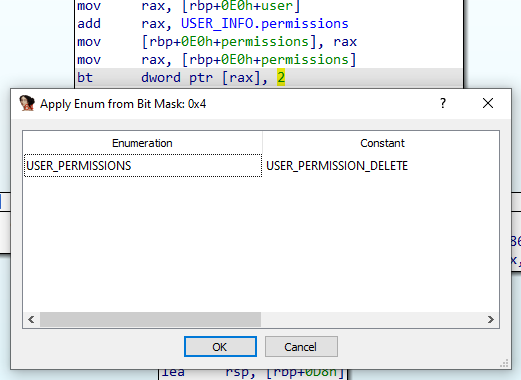 mov rax, [rbp+0E0h+user]
add rax, USER_INFO.permissions
mov [rbp+0E0h+permissions], rax
mov rax, [rbp+0E0h+permissions]
bt dword ptr [rax], 2
Apply Enum from Bit Mask: 0x4
? ×
Enumeration Constant
USER_PERMISSIONS USER_PERMISSION_DELETE
OK Cancel
lea rsp, [rbp+0D8h]